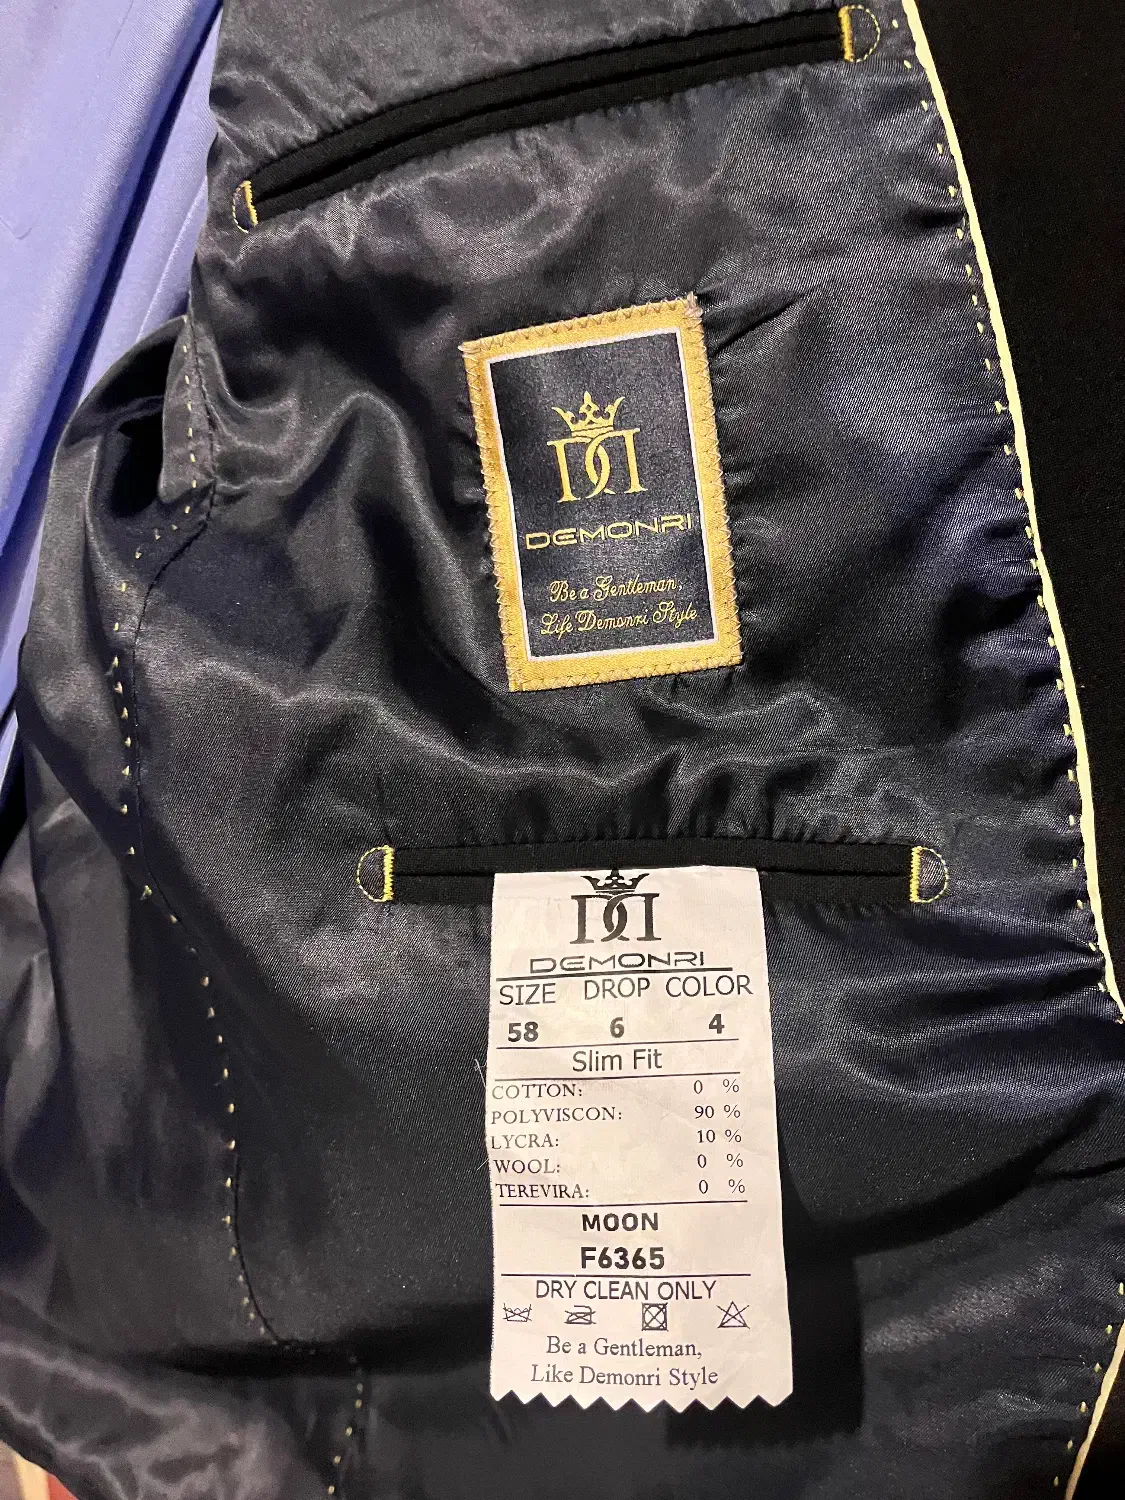 DEMONRI
Be a Gentleman,
Life Demonri Style
DEMONRI
SIZE DROP COLOR
58 6 4
Slim Fit
COTTON: 0 %
POLYVISCON: 90 %
LYCRA: 10 %
WOOL: 0 %
TEREVIRA: 0 %
MOON
F6365
DRY CLEAN ONLY
Be a Gentleman,
Like Demonri Style